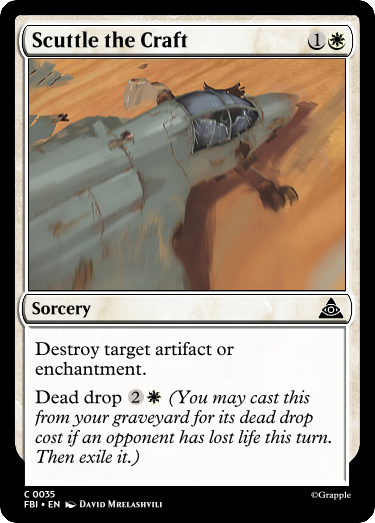 Scuttle the Craft 1
Sorcery
Destroy target artifact or
enchantment.
Dead drop 2 (You may cast this
from your graveyard for its dead drop
cost if an opponent has lost life this turn.
Then exile it.)
C 0035
FBI • EN David Mrelashvili
©Grapple